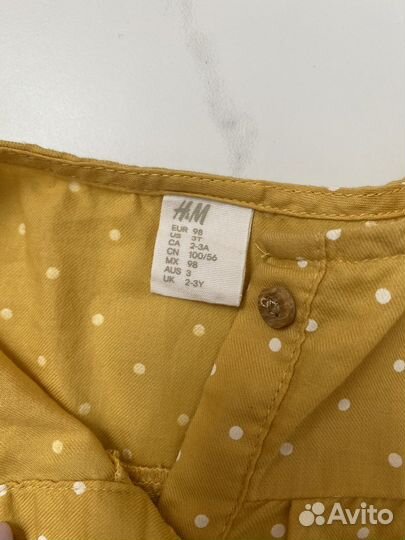 H&M
EUR 98
US 3T
CA 2-3A
CN 100/56
MX 98
AUS 3
UK 2-3Y
Avito